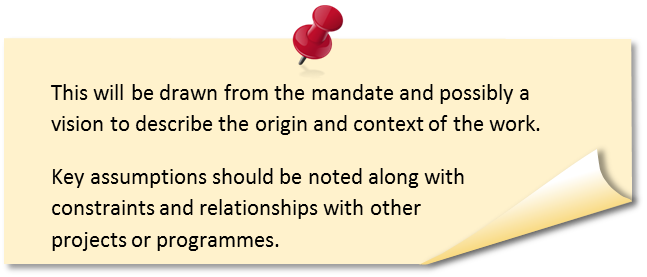 This will be drawn from the mandate and possibly a
vision to describe the origin and context of the work.
Key assumptions should be noted along with
constraints and relationships with other
projects or programmes.